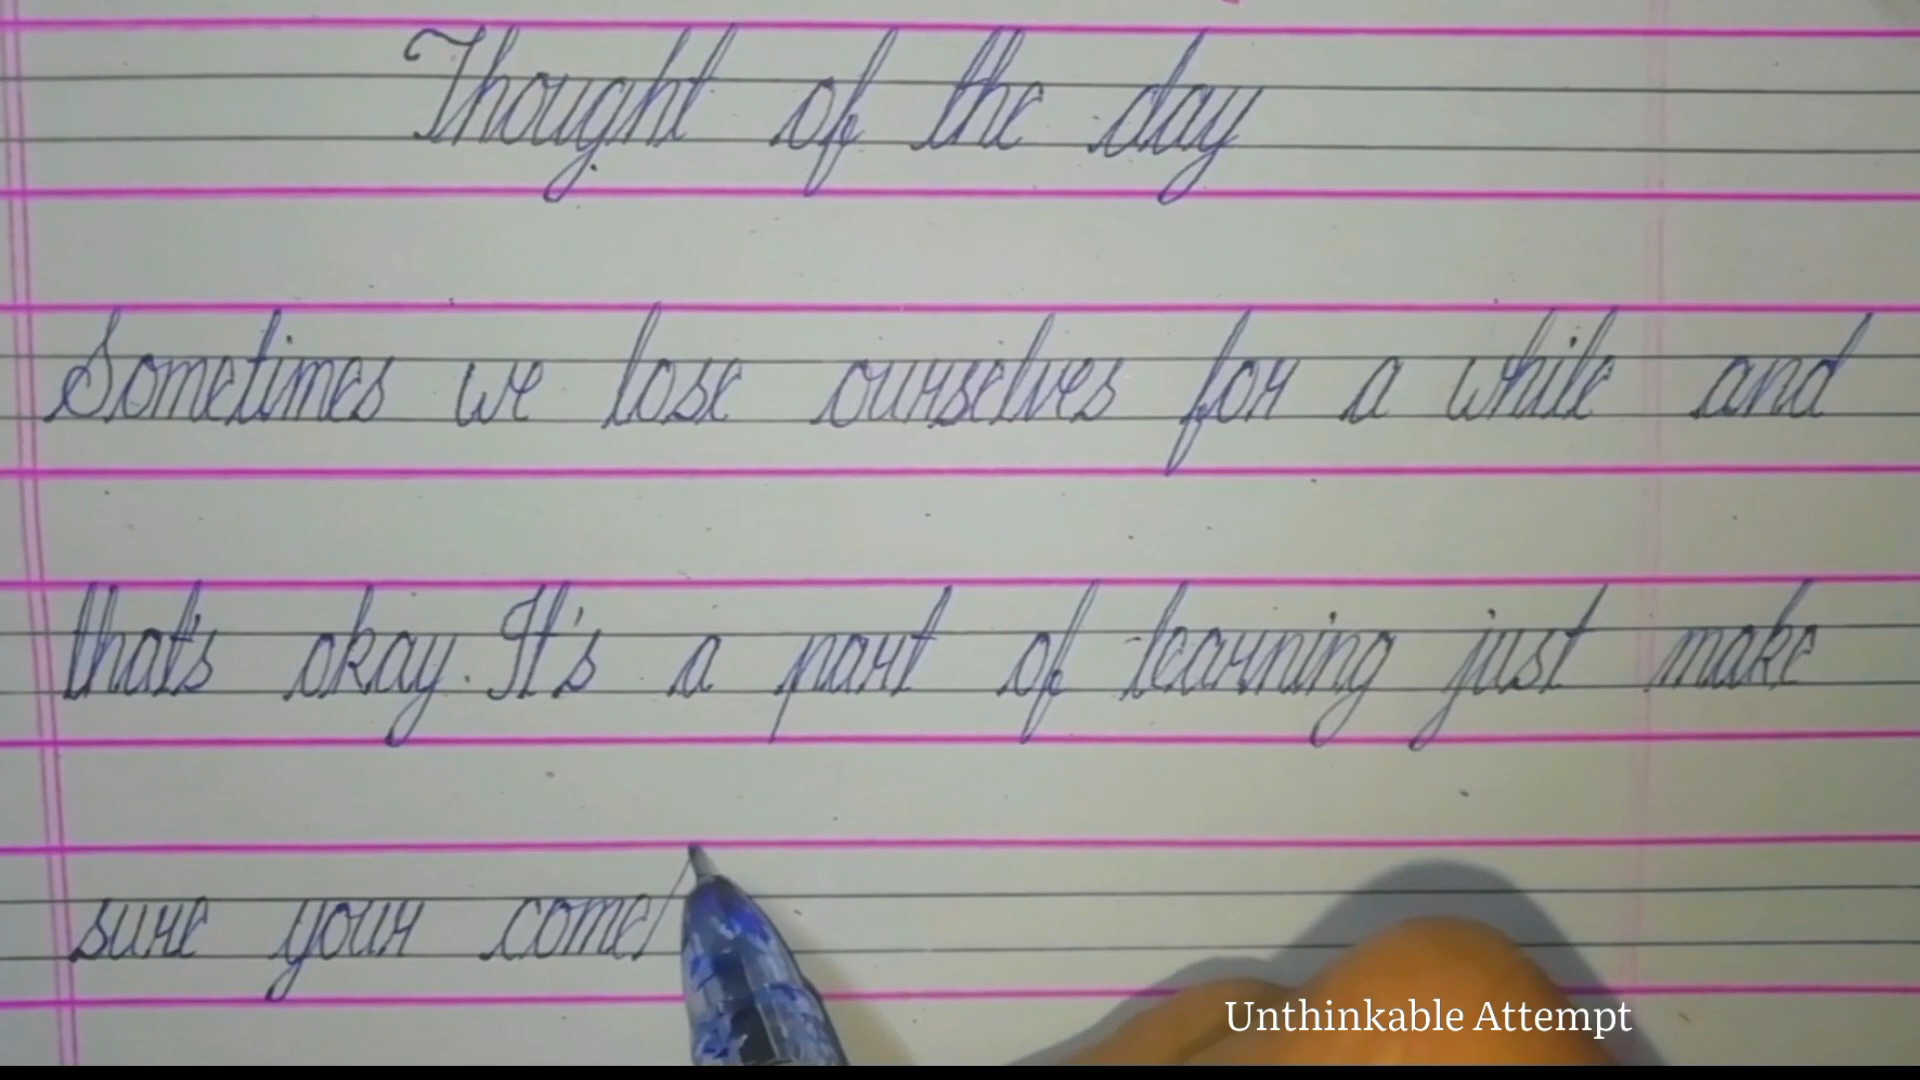 Thought of the day
Sometimes we lose ourselves for a while and
that's okay. It's a part of learning just make
sure your come
Unthinkable Attempt